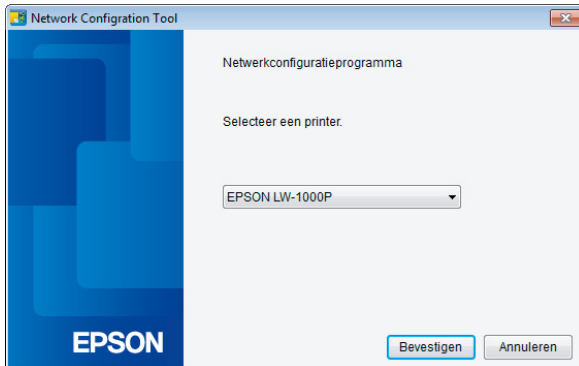 Network Configration Tool
Netwerkconfiguratieprogramma
Selecteer een printer.
EPSON LW-1000P
EPSON
Bevestigen
Annuleren